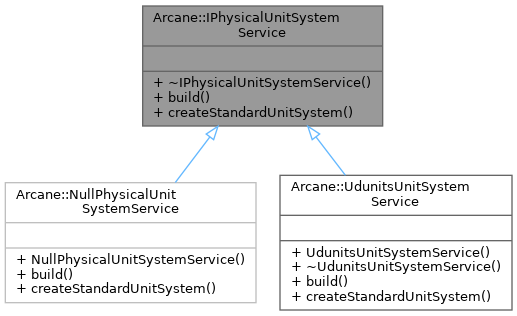 Arcane::IPhysicalUnitSystem
Service
+ ~IPhysicalUnitSystemService()
+ build()
+ createStandardUnitSystem()
Arcane::NullPhysicalUnit
SystemService
+ NullPhysicalUnitSystemService()
+ build()
+ createStandardUnitSystem()
Arcane::UdunitsUnitSystem
Service
+ UdunitsUnitSystemService()
+ ~UdunitsUnitSystemService()
+ build()
+ createStandardUnitSystem()